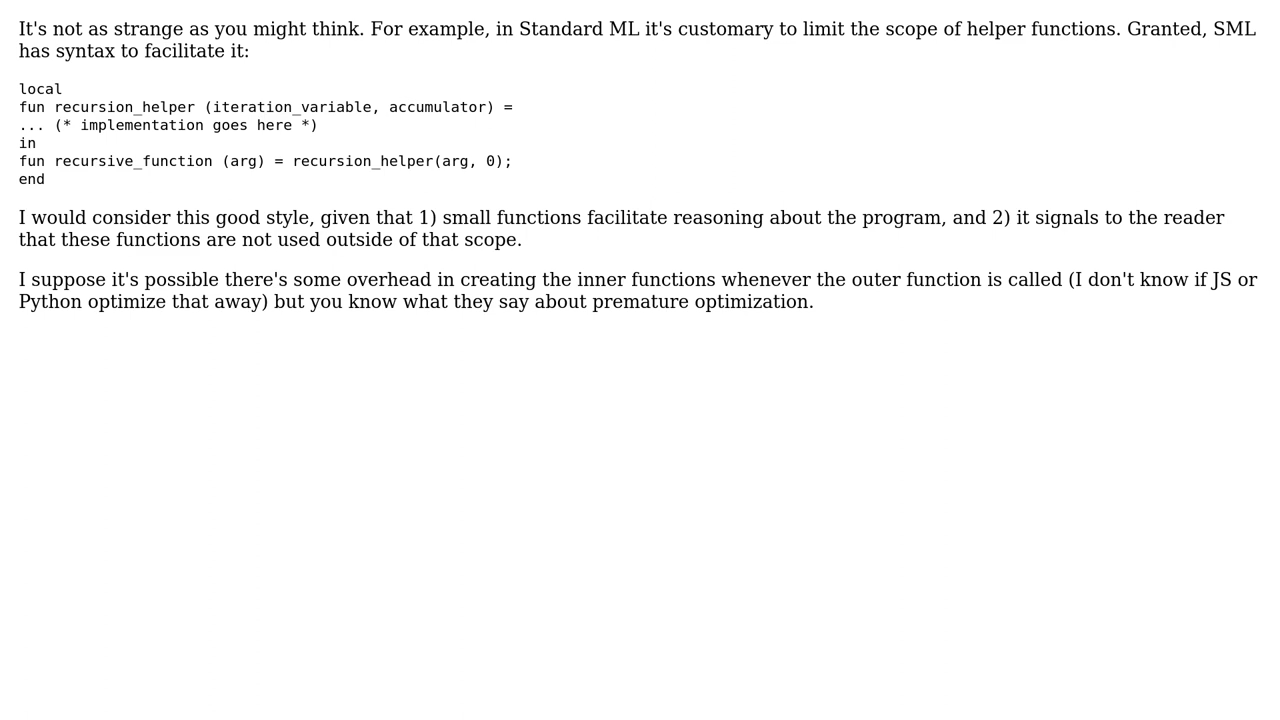 It's not as strange as you might think. For example, in Standard ML it's customary to limit the scope of helper functions. Granted, SML
has syntax to facilitate it:
local
fun recursion_helper (iteration_variable, accumulator) =
... (* implementation goes here *)
in
fun recursive_function (arg) = recursion_helper(arg, 0);
end
I would consider this good style, given that 1) small functions facilitate reasoning about the program, and 2) it signals to the reader
that these functions are not used outside of that scope.
I suppose it's possible there's some overhead in creating the inner functions whenever the outer function is called (I don't know if JS or
Python optimize that away) but you know what they say about premature optimization.